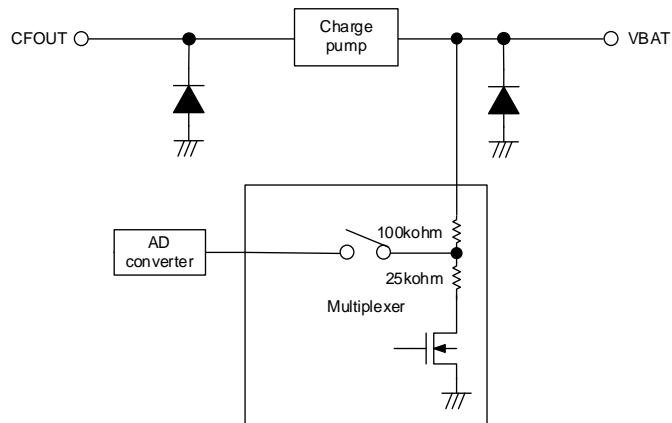 Charge
pump
CFOUT
VBAT
100kohm
AD
converter
25kohm
Multiplexer